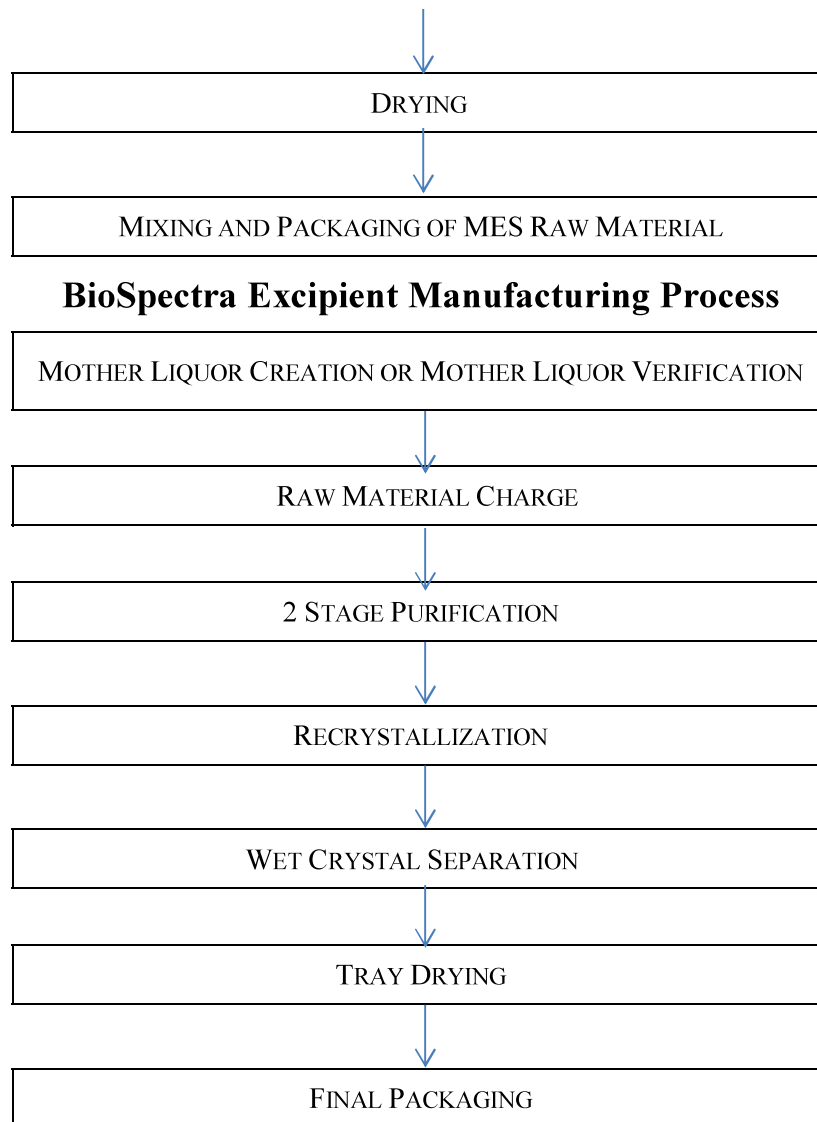 DRYING
MIXING AND PACKAGING OF MES RAW MATERIAL
BioSpectra Excipient Manufacturing Process
MOTHER LIQUOR CREATION OR MOTHER LIQUOR VERIFICATION
RAW MATERIAL CHARGE
2 STAGE PURIFICATION
RECRYSTALLIZATION
WET CRYSTAL SEPARATION
TRAY DRYING
FINAL PACKAGING